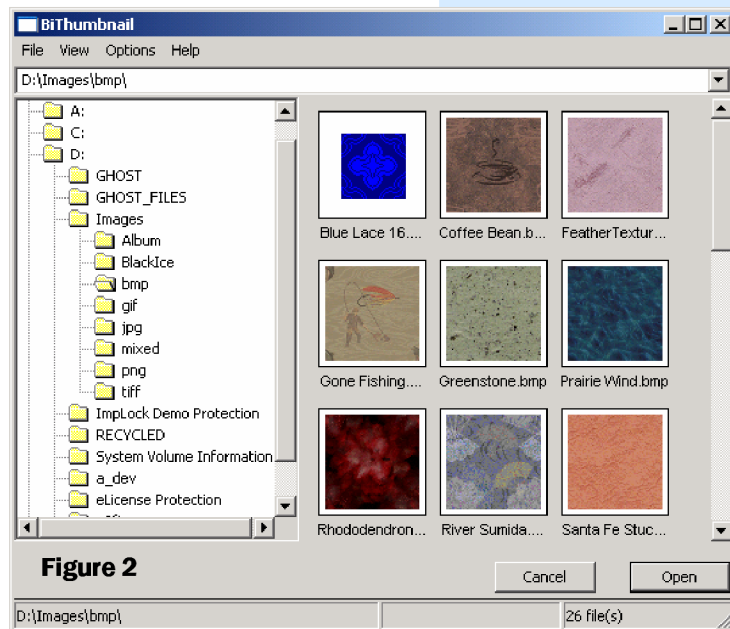 BiThumbnail
File View Options Help
D:\Images\bmp\
A:
C:
D:
GHOST
GHOST_FILES
Images
Album
BlackIce
bmp
gif
jpg
mixed
png
tiff
ImpLock Demo Protection
RECYCLED
System Volume Information
a_dev
eLicense Protection
Blue Lace 16.... Coffee Bean.b... FeatherTextur...
Gone Fishing.... Greenstone.bmp Prairie Wind.bmp
Rhododendron... River Sumida.... Santa Fe Stuc...
Figure 2
Cancel Open
D:\Images\bmp\ 26 file(s)